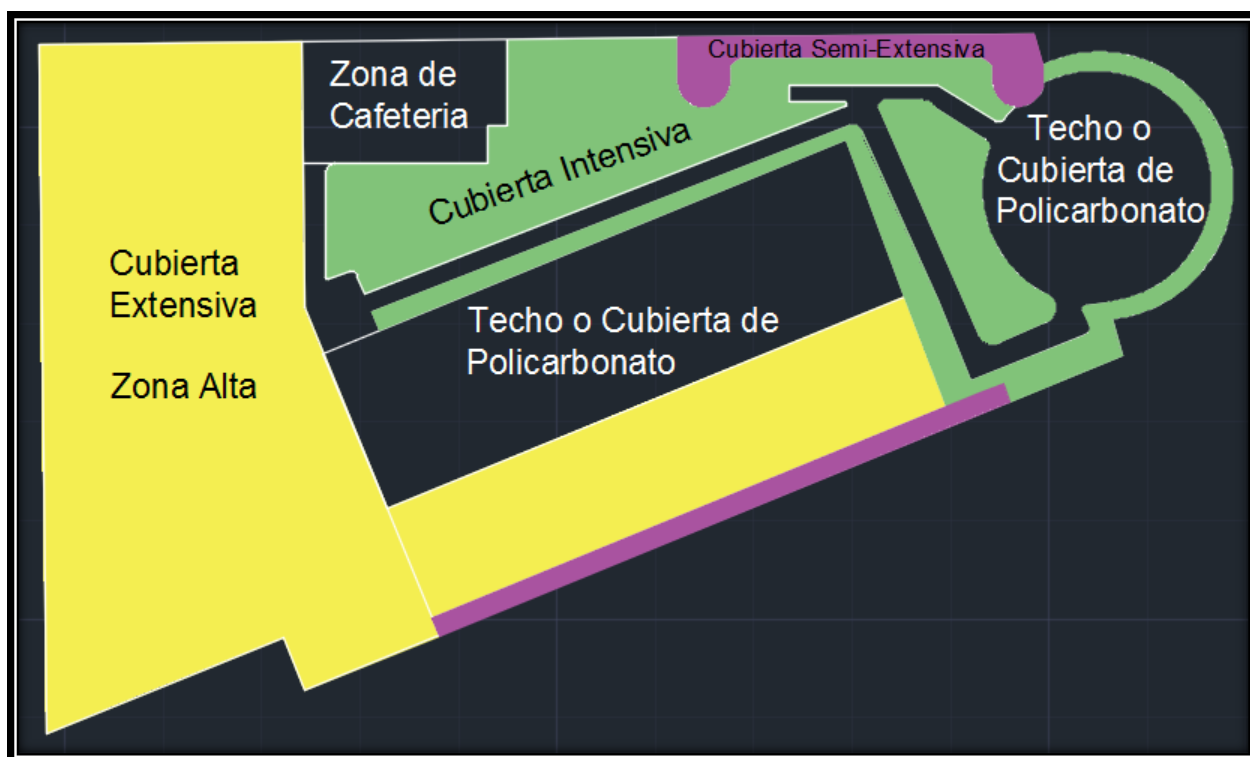 Cubierta Semi-Extensiva
Zona de
Cafeteria
Cubierta Intensiva
Techo o
Cubierta de
Policarbonato
Cubierta
Extensiva
Zona Alta
Techo o Cubierta de
Policarbonato